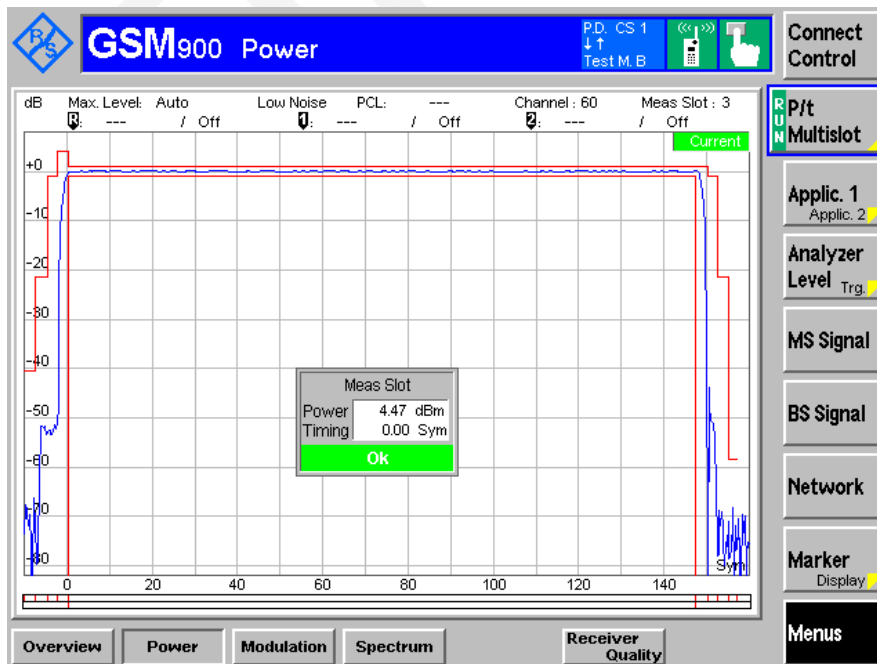 R/S GSM900 Power P.D. CS 1
Test M. B
Connect Control
dB Max. Level: Auto Low Noise PCL: --- Channel : 60 Meas Slot : 3
R: --- / Off 1: --- / Off 2: --- / Off
Current
RUN P/t Multislot
+0
-10
-20
-30
-40
-50
-60
-70
-80
Meas Slot
Power 4.47 dBm
Timing 0.00 Sym
Ok
Sym
0 20 40 60 80 100 120 140
Applic. 1
Applic. 2
Analyzer
Level Trg.
MS Signal
BS Signal
Network
Marker
Display
Menus
Overview Power Modulation Spectrum Receiver Quality